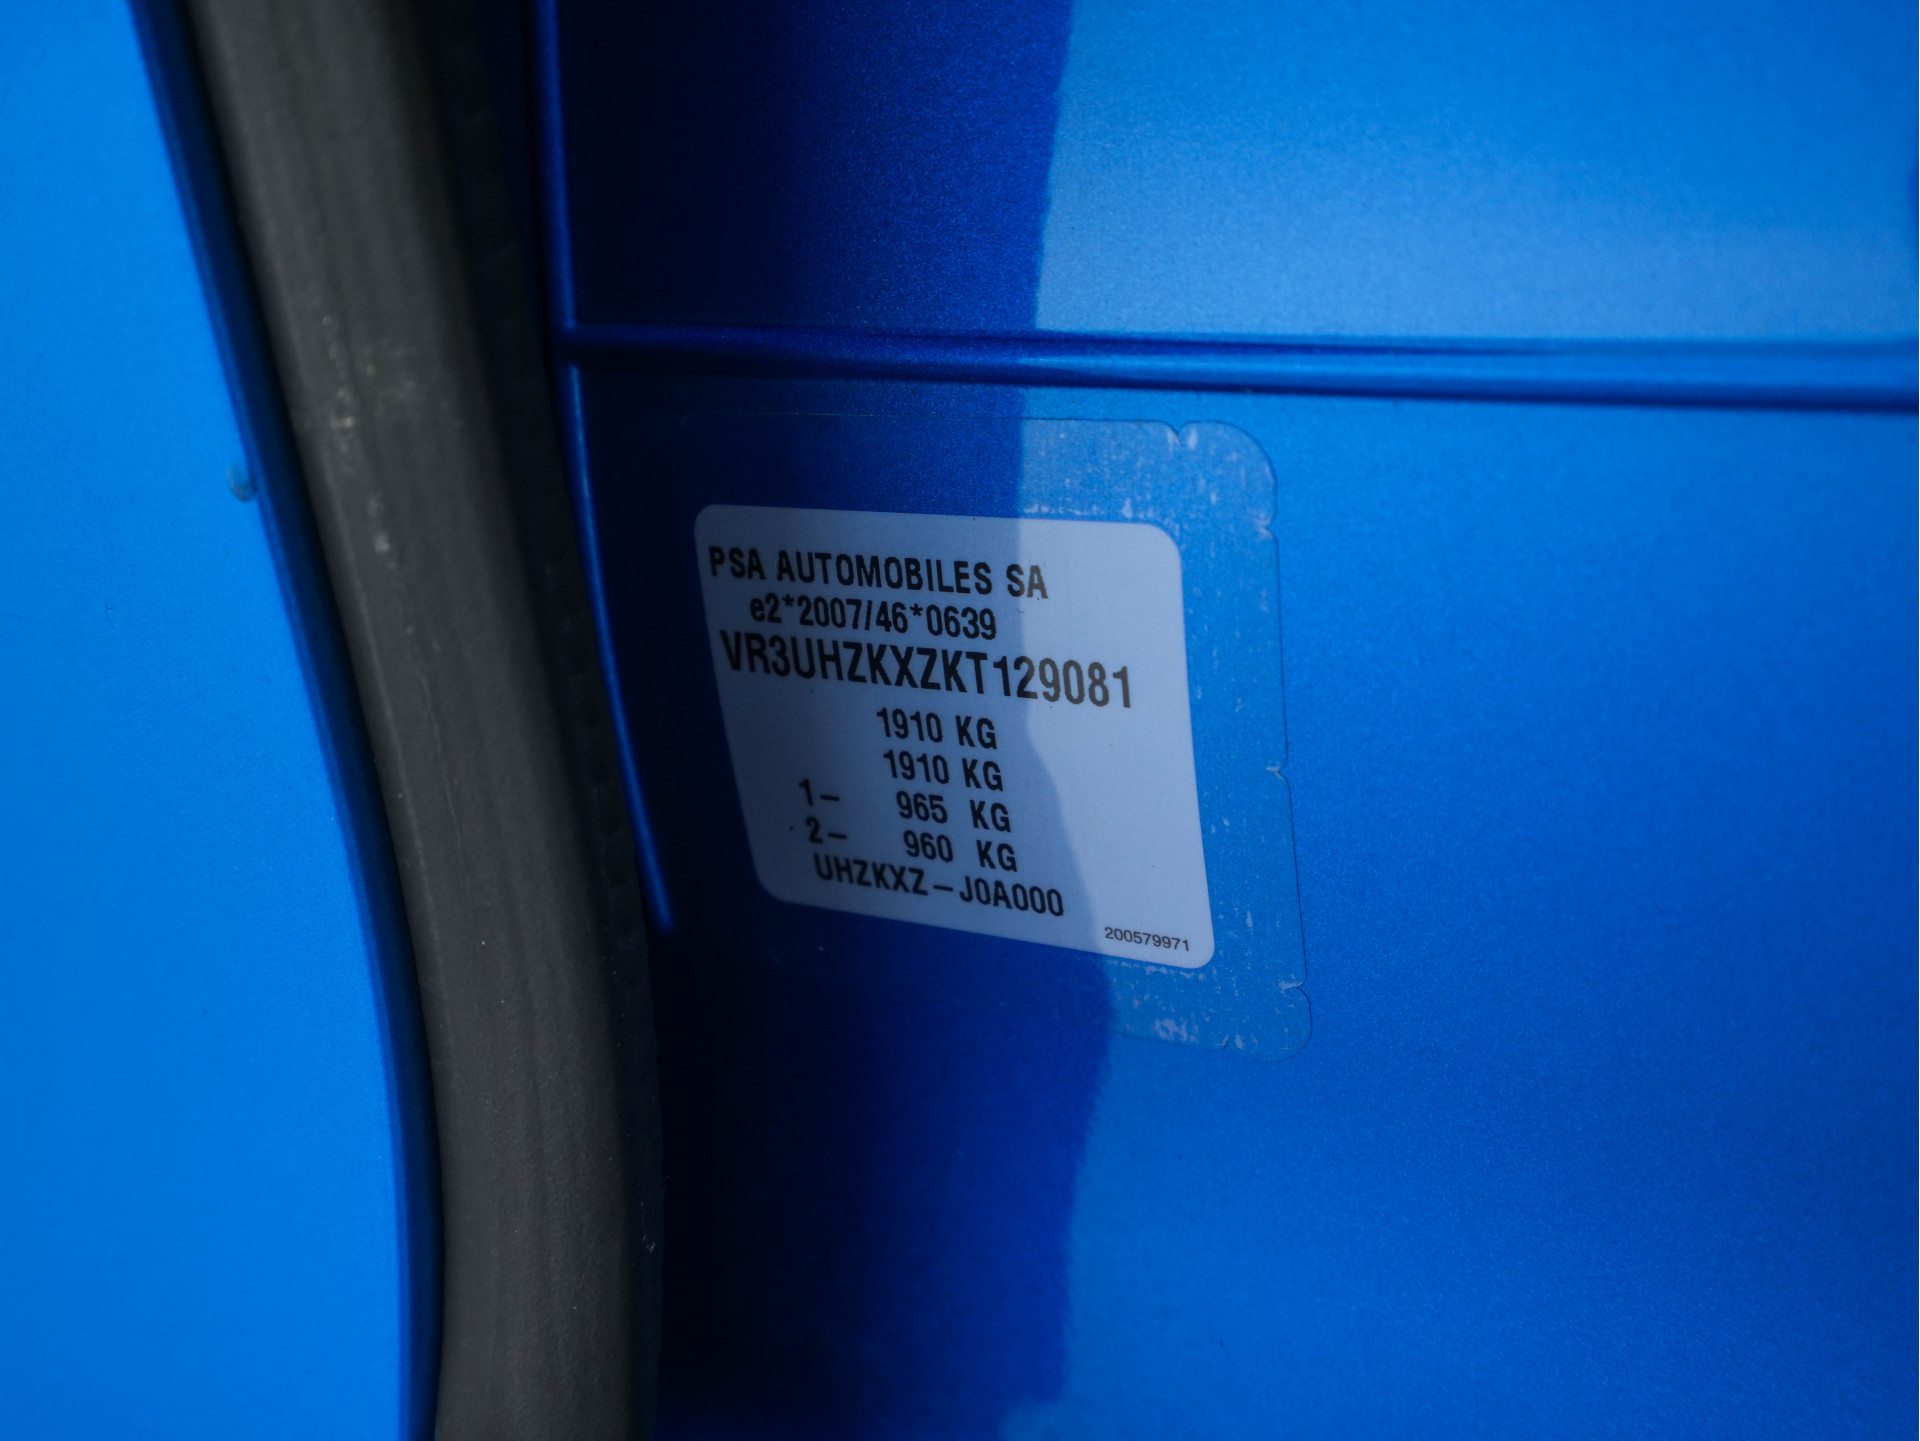 PSA AUTOMOBILES SA
e2*2007/46*0639
VR3UHZKXZKT129081
1910 KG
1910 KG
1– 965 KG
2– 960 KG
UHZKXZ–J0A000
200579971